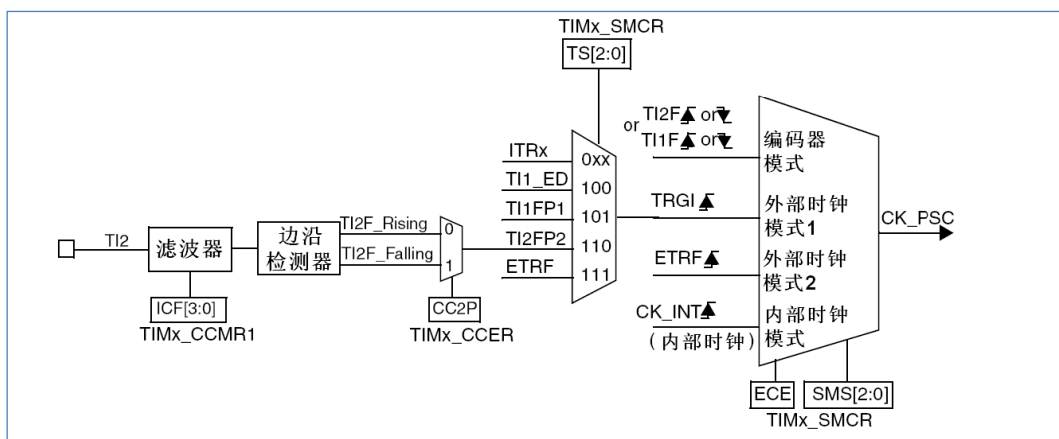 TIMx_SMCR
TS[2:0]
TI2F or
or
TI1F or
编码器
模式
ITRx
0xx
TI1_ED
100
TI1FP1
101
TRGI
外部时钟
模式1
CK_PSC
TI2
滤波器
边沿
检测器
TI2F_Rising
0
TI2F_Falling
1
TI2FP2
110
ETRF
111
ETRF
外部时钟
模式2
ICF[3:0]
TIMx_CCMR1
CC2P
TIMx_CCER
CK_INT
（内部时钟）
内部时钟
模式
ECE
SMS[2:0]
TIMx_SMCR